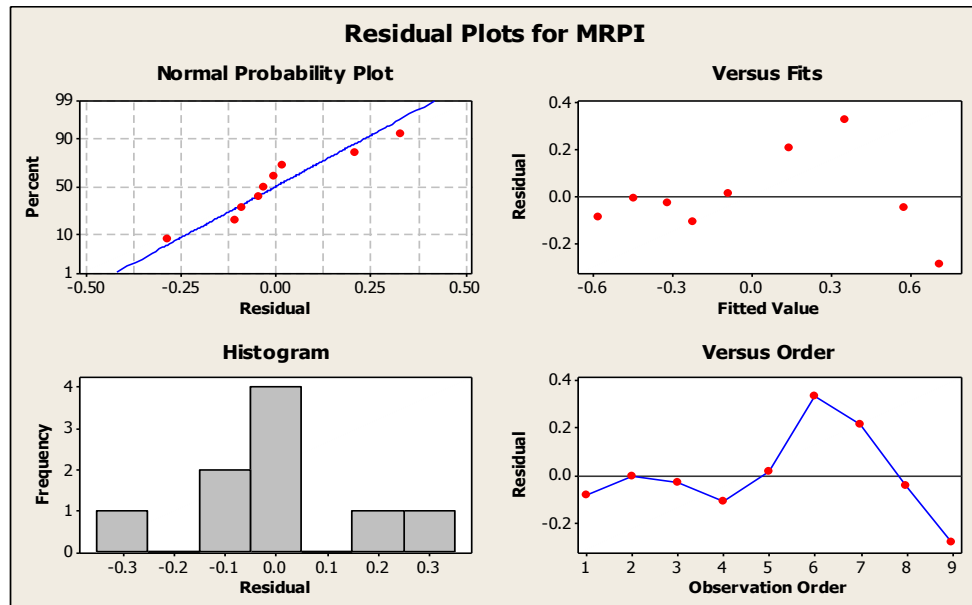 Residual Plots for MRPI
Normal Probability Plot
99
90
50
10
1
Percent
-0.50 -0.25 0.00 0.25 0.50
Residual
Versus Fits
0.4
0.2
0.0
-0.2
Residual
-0.6 -0.3 0.0 0.3 0.6
Fitted Value
Histogram
4
3
2
1
0
Frequency
-0.3 -0.2 -0.1 0.0 0.1 0.2 0.3
Residual
Versus Order
0.4
0.2
0.0
-0.2
Residual
1 2 3 4 5 6 7 8 9
Observation Order